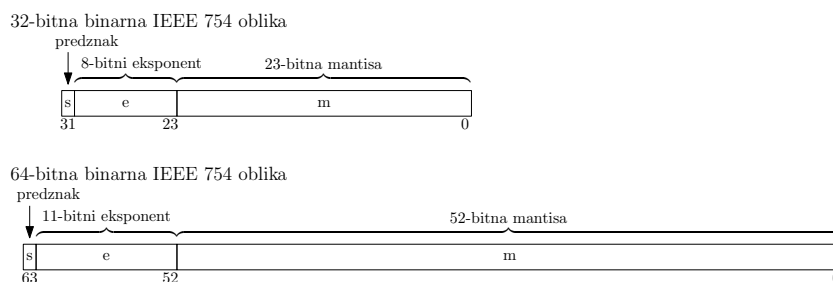 32-bitna binarna IEEE 754 oblika
predznak
8-bitni eksponent 23-bitna mantisa
s e m
31 23 0
64-bitna binarna IEEE 754 oblika
predznak
11-bitni eksponent 52-bitna mantisa
s e m
63 52